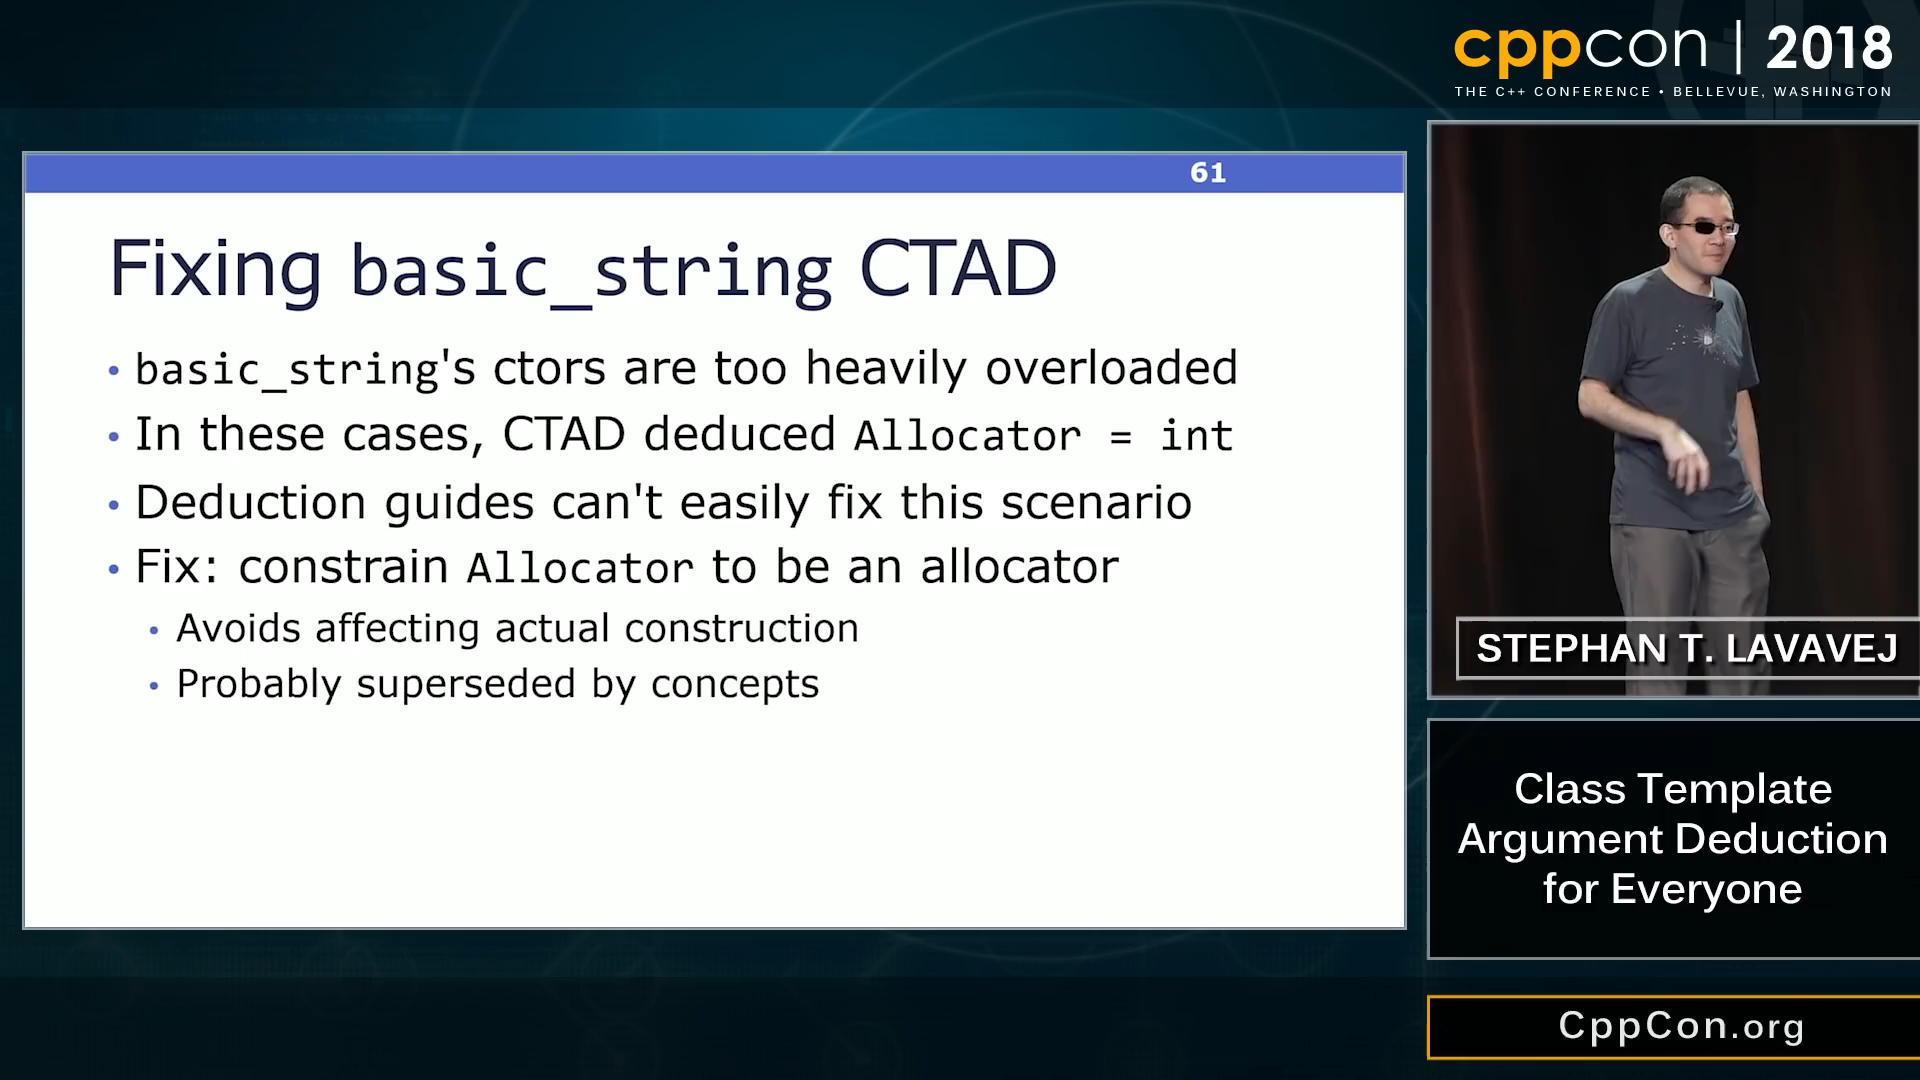 cppcon | 2018
THE C++ CONFERENCE • BELLEVUE, WASHINGTON
61
Fixing basic_string CTAD
• basic_string's ctors are too heavily overloaded
• In these cases, CTAD deduced Allocator = int
• Deduction guides can't easily fix this scenario
• Fix: constrain Allocator to be an allocator
• Avoids affecting actual construction
• Probably superseded by concepts
STEPHAN T. LAVAVEJ
Class Template
Argument Deduction
for Everyone
CppCon.org